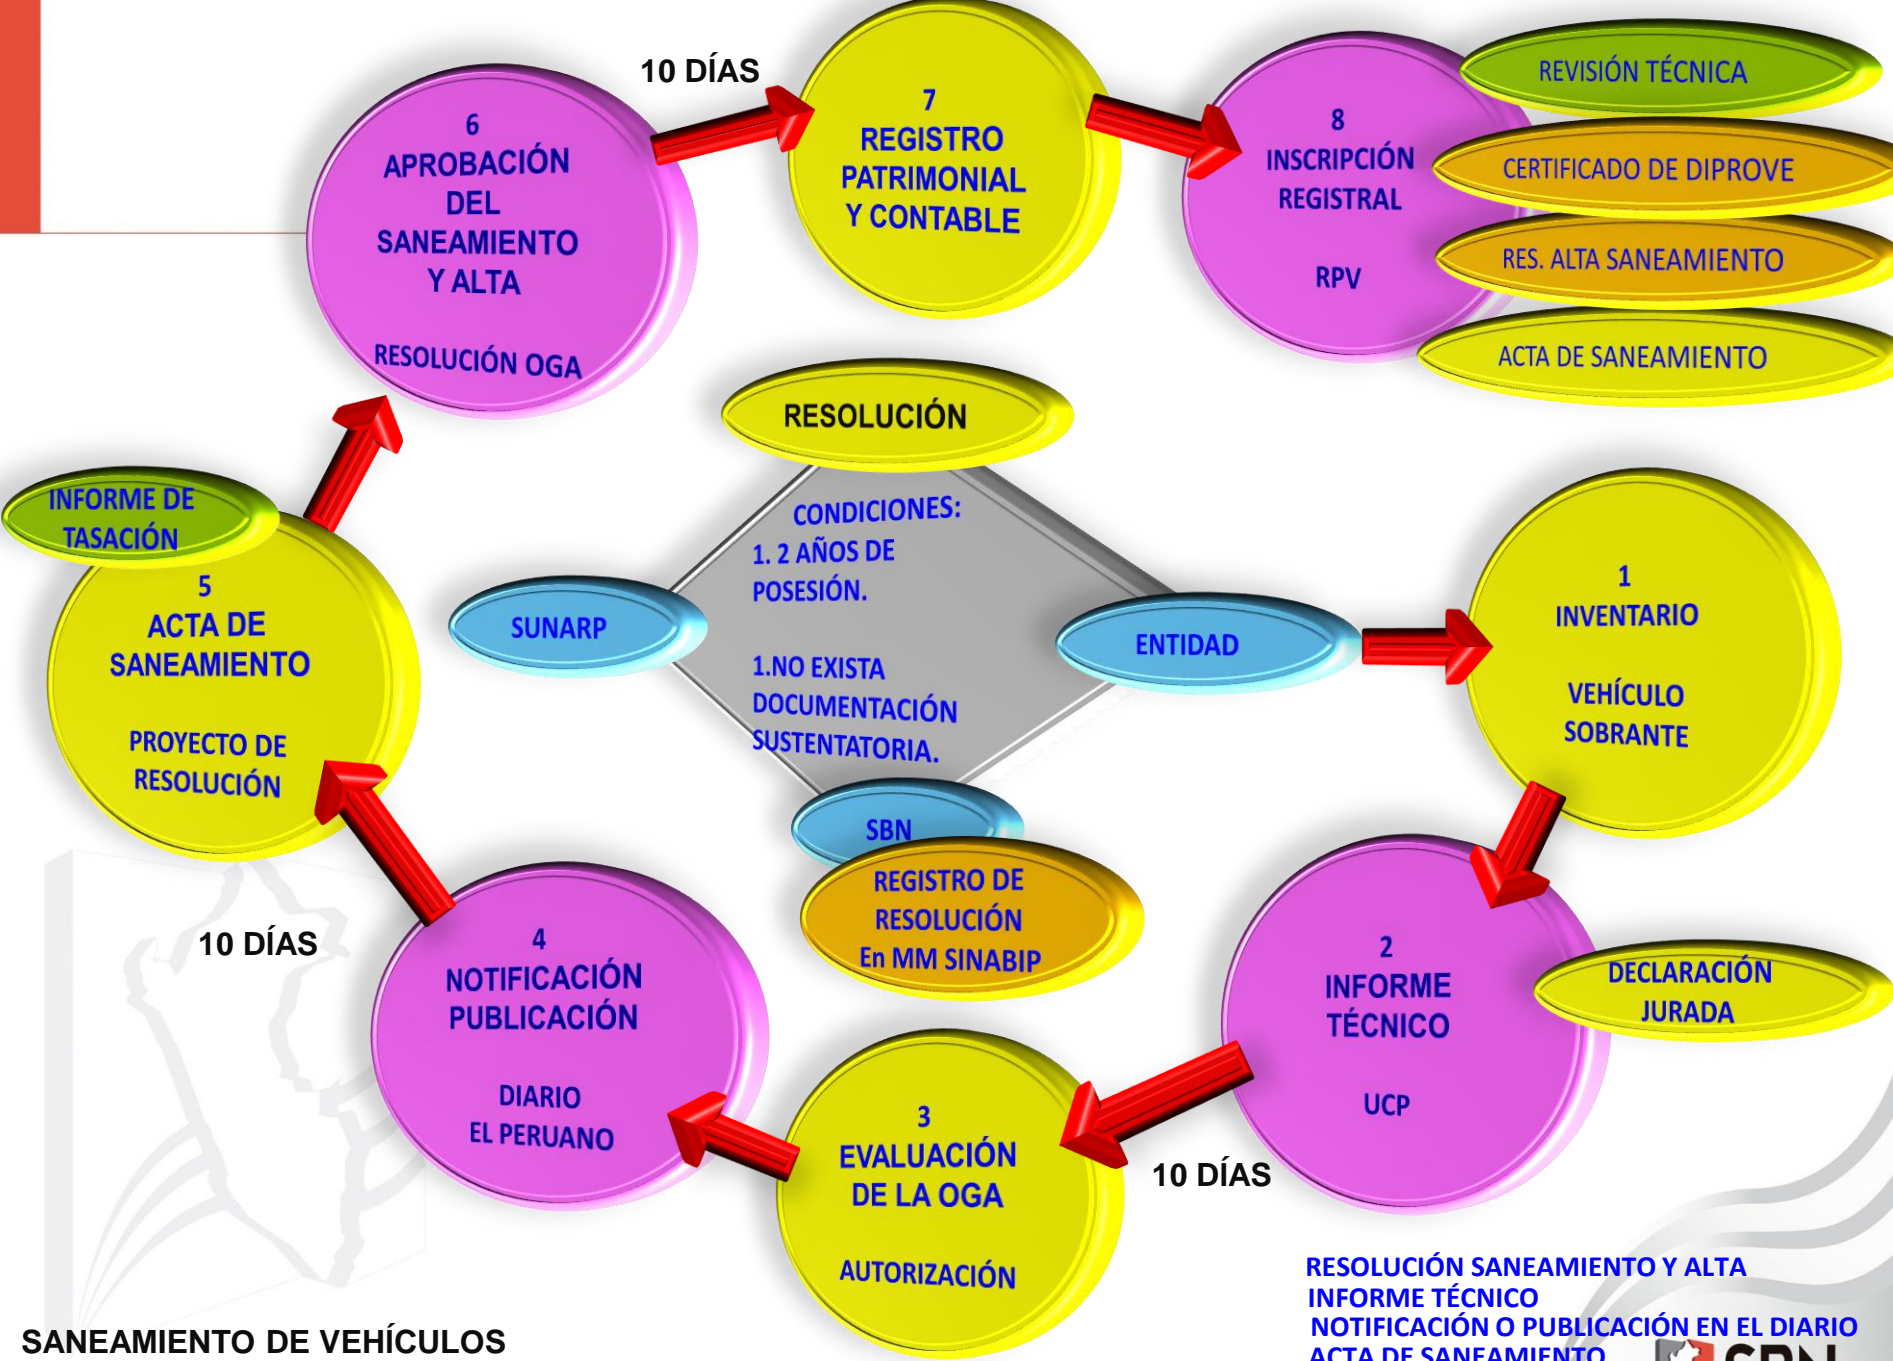 10 DÍAS
6
APROBACIÓN
DEL
SANEAMIENTO
Y ALTA
RESOLUCIÓN OGA
7
REGISTRO
PATRIMONIAL
Y CONTABLE
8
INSCRIPCIÓN
REGISTRAL
RPV
REVISIÓN TÉCNICA
CERTIFICADO DE DIPROVE
RES. ALTA SANEAMIENTO
ACTA DE SANEAMIENTO
RESOLUCIÓN
CONDICIONES:
1. 2 AÑOS DE
POSESIÓN.
1.NO EXISTA
DOCUMENTACIÓN
SUSTENTATORIA.
SUNARP
ENTIDAD
SBN
REGISTRO DE
RESOLUCIÓN
En MM SINABIP
INFORME DE
TASACIÓN
5
ACTA DE
SANEAMIENTO
PROYECTO DE
RESOLUCIÓN
1
INVENTARIO
VEHÍCULO
SOBRANTE
10 DÍAS
4
NOTIFICACIÓN
PUBLICACIÓN
DIARIO
EL PERUANO
3
EVALUACIÓN
DE LA OGA
AUTORIZACIÓN
10 DÍAS
2
INFORME
TÉCNICO
UCP
DECLARACIÓN
JURADA
SANEAMIENTO DE VEHÍCULOS
RESOLUCIÓN SANEAMIENTO Y ALTA
INFORME TÉCNICO
NOTIFICACIÓN O PUBLICACIÓN EN EL DIARIO
ACTA DE SANEAMIENTO
SBN